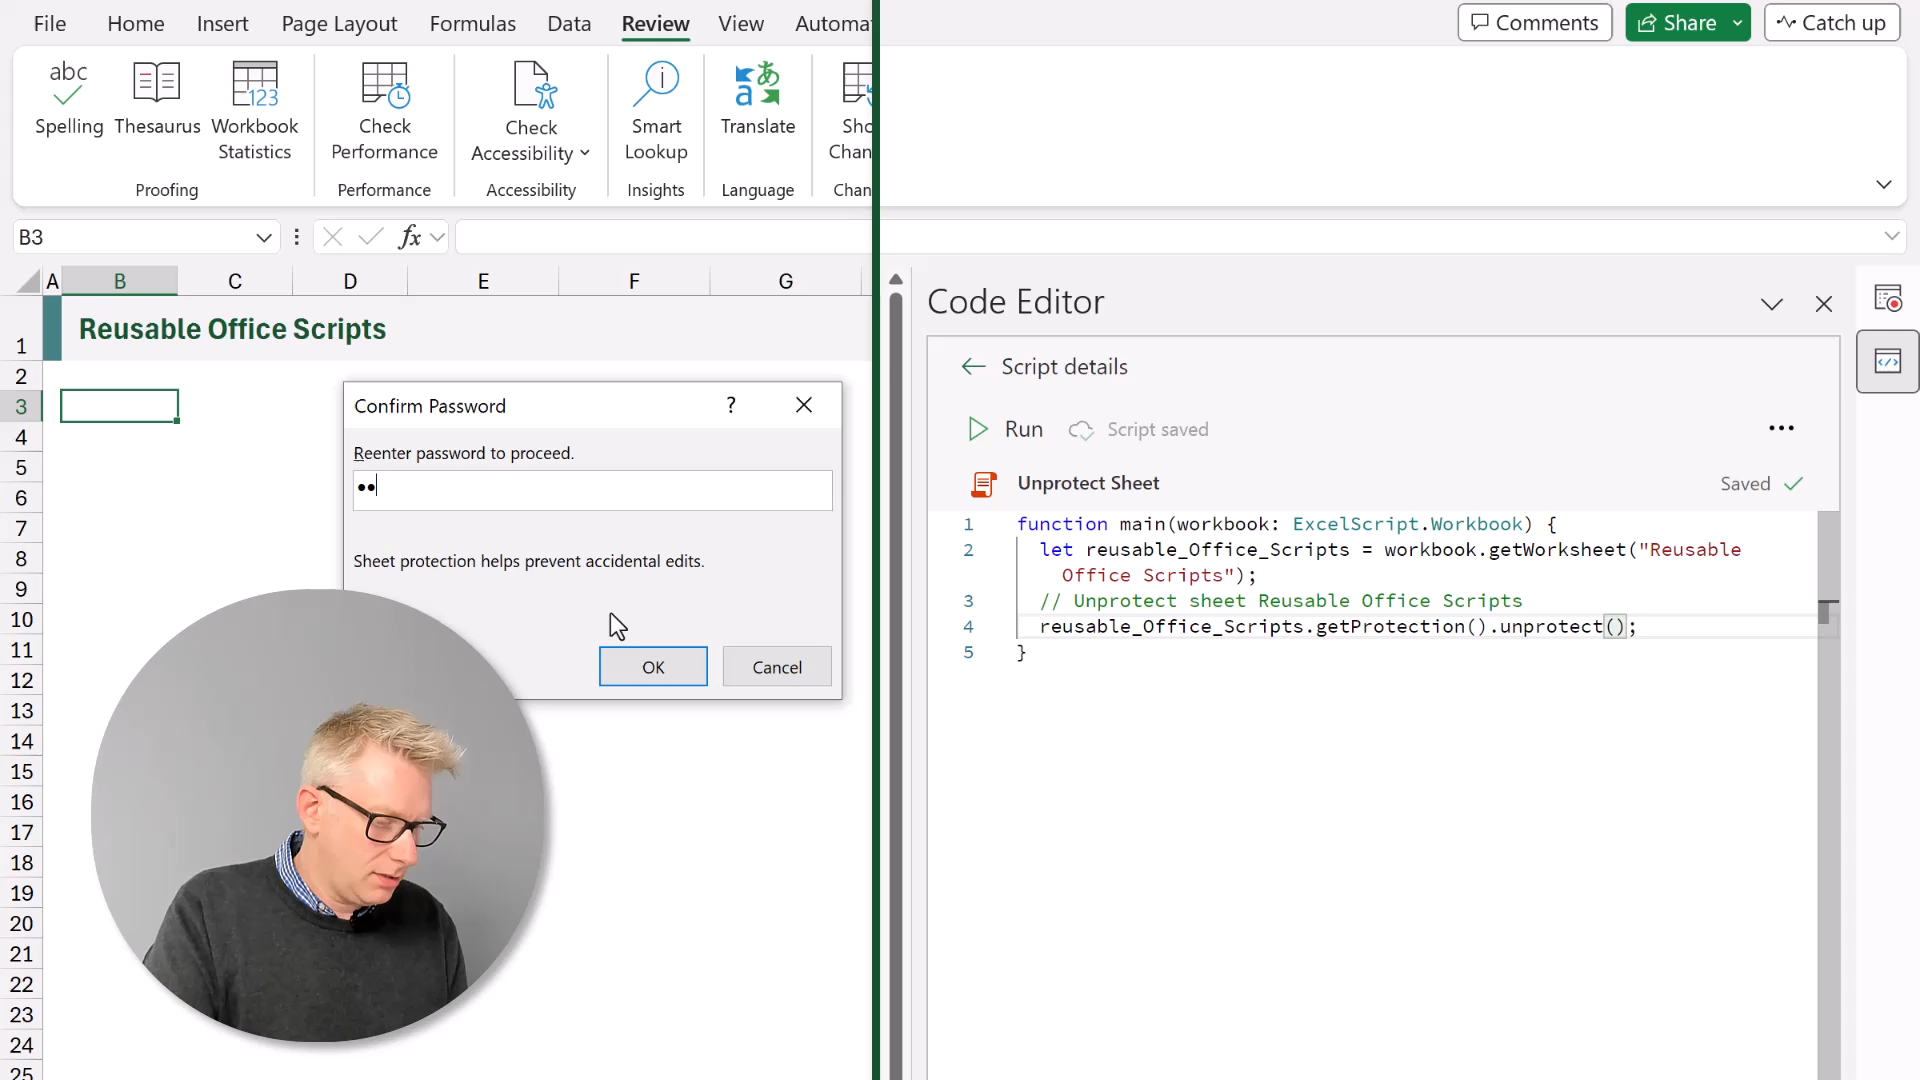 File Home Insert Page Layout Formulas Data Review View
Comments Share Catch up
abc
123
Spelling Thesaurus Workbook Statistics
Check Performance
Check Accessibility
Smart Lookup
Translate
Proofing Performance Accessibility Insights Language
B3
fx
A B C D E F G
Reusable Office Scripts
1
2
3
4
5
6
7
8
9
10
11
12
13
14
15
16
17
18
19
20
21
22
23
24
25
Confirm Password ?
Reenter password to proceed.
Sheet protection helps prevent accidental edits.
OK Cancel
Code Editor
Script details
Run Script saved
Unprotect Sheet Saved
1 function main(workbook: ExcelScript.Workbook) {
2 let reusable_Office_Scripts = workbook.getWorksheet("Reusable
Office Scripts");
3 // Unprotect sheet Reusable Office Scripts
4 reusable_Office_Scripts.getProtection().unprotect();
5 }